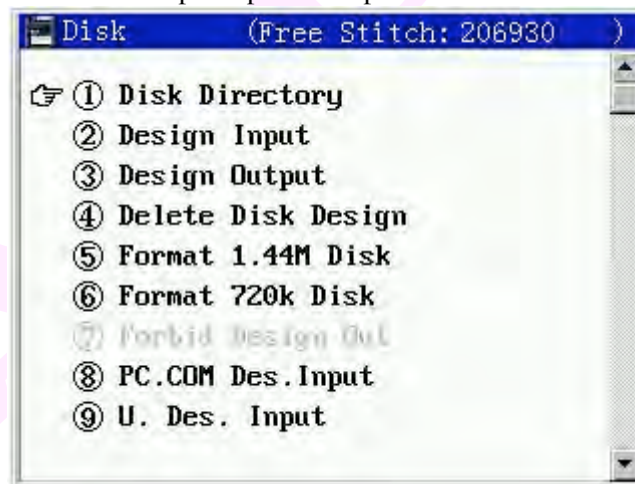 Disk (Free Stitch: 206930 )
① Disk Directory
② Design Input
③ Design Output
④ Delete Disk Design
⑤ Format 1.44M Disk
⑥ Format 720k Disk
⑦ Forbid Design Out
⑧ PC.COM Des.Input
⑨ U. Des. Input